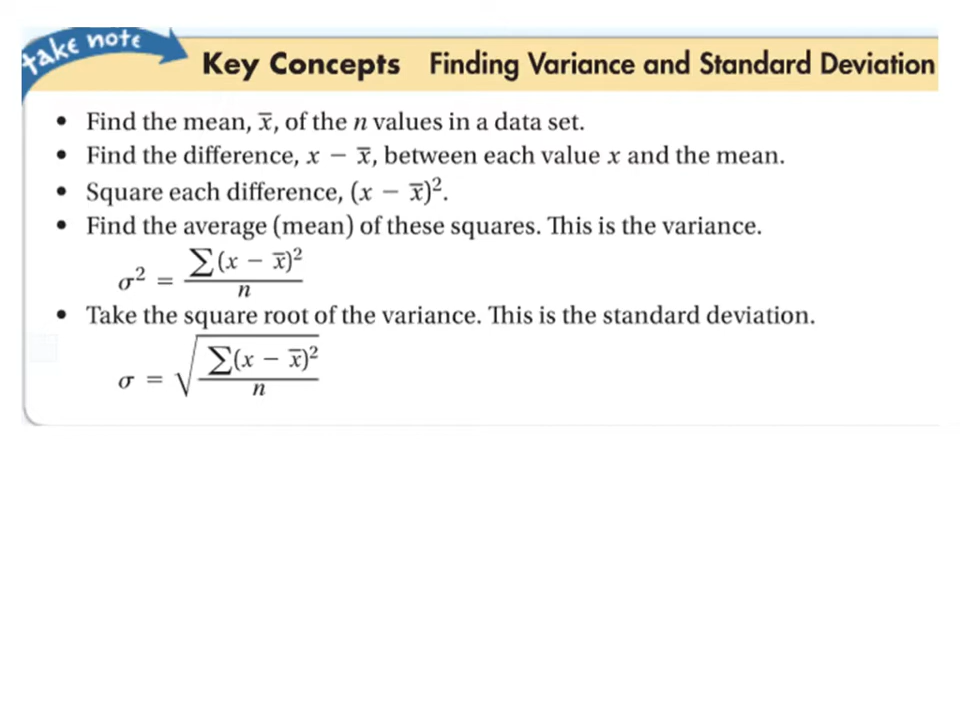 take note
Key Concepts Finding Variance and Standard Deviation
• Find the mean, x̅, of the n values in a data set.
• Find the difference, x − x̅, between each value x and the mean.
• Square each difference, (x − x̅)².
• Find the average (mean) of these squares. This is the variance.
σ² = ∑(x − x̅)² / n
• Take the square root of the variance. This is the standard deviation.
σ = √(∑(x − x̅)² / n)